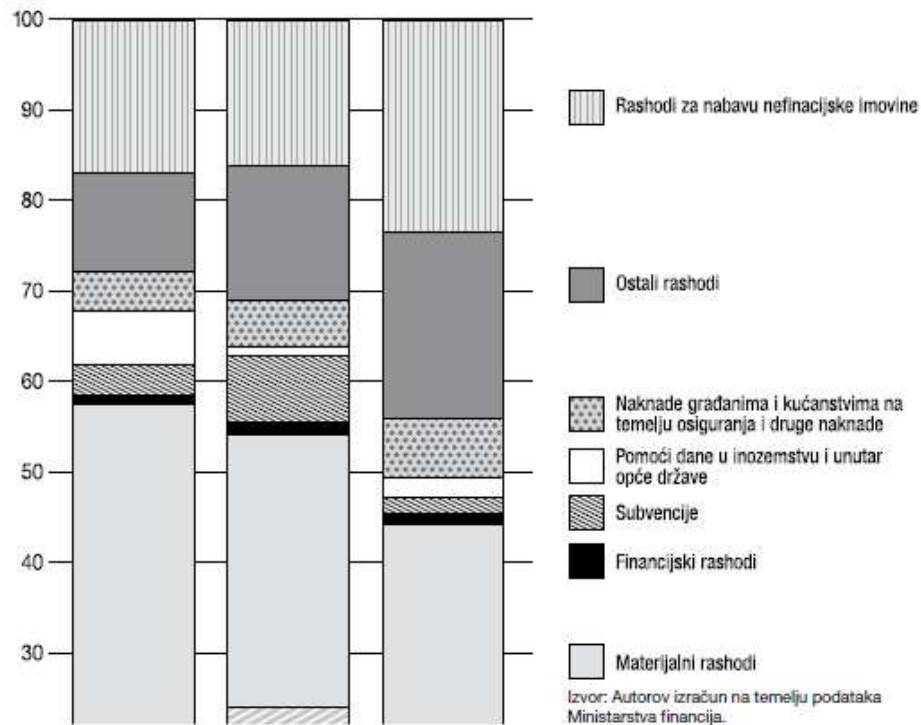 100
90
80
70
60
50
40
30
Rashodi za nabavu nefinacijske imovine
Ostali rashodi
Naknade građanima i kućanstvima na
temelju osiguranja i druge naknade
Pomoći dane u inozemstvu i unutar
opće države
Subvencije
Financijski rashodi
Materijalni rashodi
Izvor: Autorov izračun na temelju podataka
Ministarstva financija.